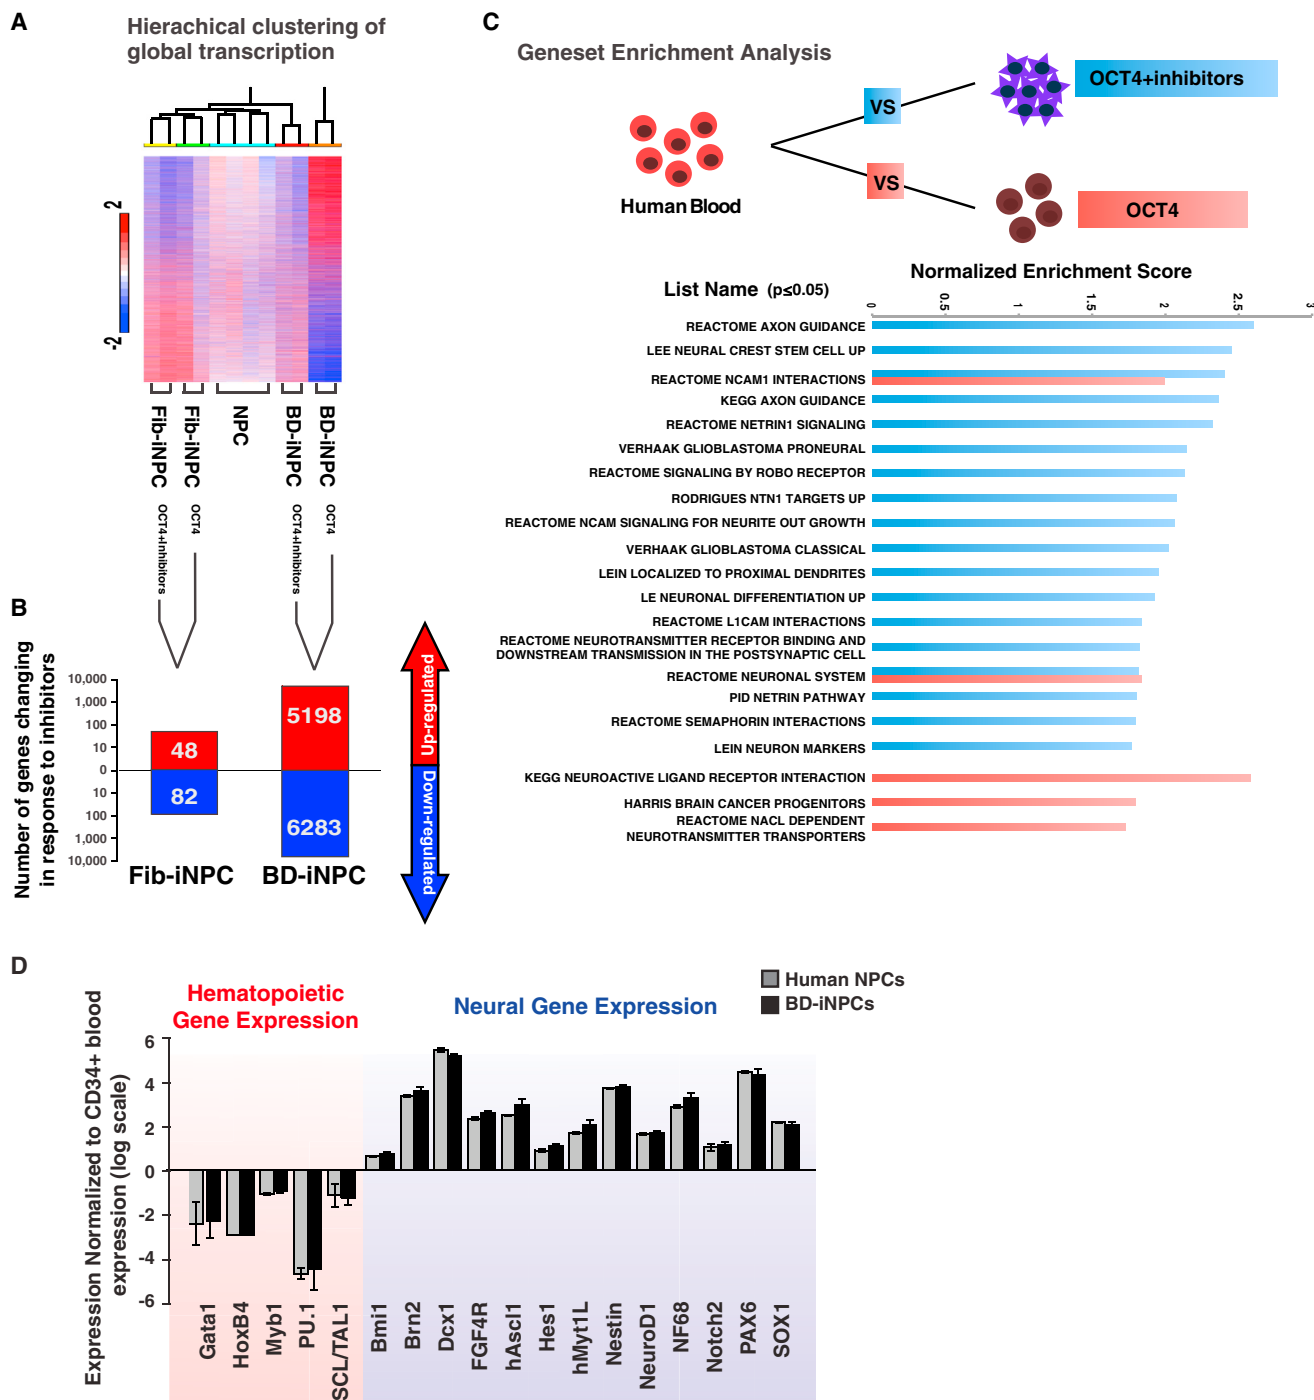 A
Hierachical clustering of
global transcription
2
-2
Fib-iNPC
Fib-iNPC
NPC
BD-iNPC
BD-iNPC
OCT4+Inhibitors
OCT4
OCT4+Inhibitors
OCT4
B
Number of genes changing
in response to inhibitors
10,000
1,000
100
10
0
10
100
1,000
10,000
48
82
5198
6283
Fib-iNPC
BD-iNPC
Up-regulated
Down-regulated
C
Geneset Enrichment Analysis
Human Blood
VS
VS
OCT4+inhibitors
OCT4
Normalized Enrichment Score
List Name (p≤0.05)
0
0.5
1
1.5
2
2.5
3
REACTOME AXON GUIDANCE
LEE NEURAL CREST STEM CELL UP
REACTOME NCAM1 INTERACTIONS
KEGG AXON GUIDANCE
REACTOME NETRIN1 SIGNALING
VERHAAK GLIOBLASTOMA PRONEURAL
REACTOME SIGNALING BY ROBO RECEPTOR
RODRIGUES NTN1 TARGETS UP
REACTOME NCAM SIGNALING FOR NEURITE OUT GROWTH
VERHAAK GLIOBLASTOMA CLASSICAL
LEIN LOCALIZED TO PROXIMAL DENDRITES
LE NEURONAL DIFFERENTIATION UP
REACTOME L1CAM INTERACTIONS
REACTOME NEUROTRANSMITTER RECEPTOR BINDING AND
DOWNSTREAM TRANSMISSION IN THE POSTSYNAPTIC CELL
REACTOME NEURONAL SYSTEM
PID NETRIN PATHWAY
REACTOME SEMAPHORIN INTERACTIONS
LEIN NEURON MARKERS
KEGG NEUROACTIVE LIGAND RECEPTOR INTERACTION
HARRIS BRAIN CANCER PROGENITORS
REACTOME NACL DEPENDENT
NEUROTRANSMITTER TRANSPORTERS
D
Hematopoietic
Gene Expression
Neural Gene Expression
Human NPCs
BD-iNPCs
Expression Normalized to CD34+ blood
expression (log scale)
6
4
2
0
-2
-4
-6
Gata1
HoxB4
Myb1
PU.1
SCL/TAL1
Bmi1
Brn2
Dcx1
FGF4R
hAscl1
Hes1
hMyt1L
Nestin
NeuroD1
NF68
Notch2
PAX6
SOX1